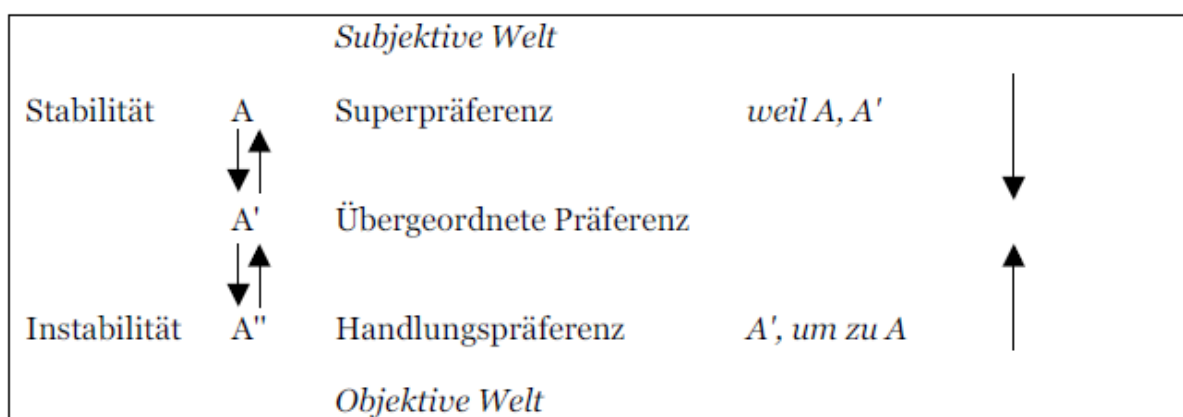 Subjektive Welt
Stabilität A Superpräferenz weil A, A'
A' Übergeordnete Präferenz
Instabilität A'' Handlungspräferenz A', um zu A
Objektive Welt